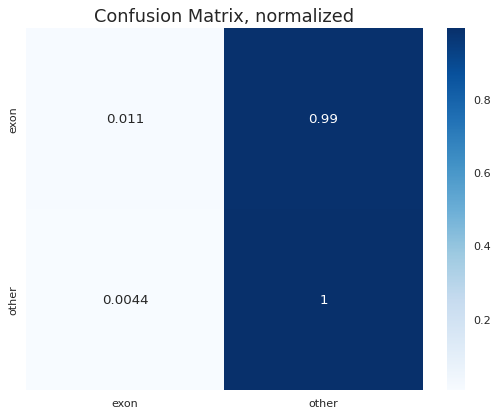 Confusion Matrix, normalized
exon
0.011
0.99
other
0.0044
1
exon
other
0.8
0.6
0.4
0.2